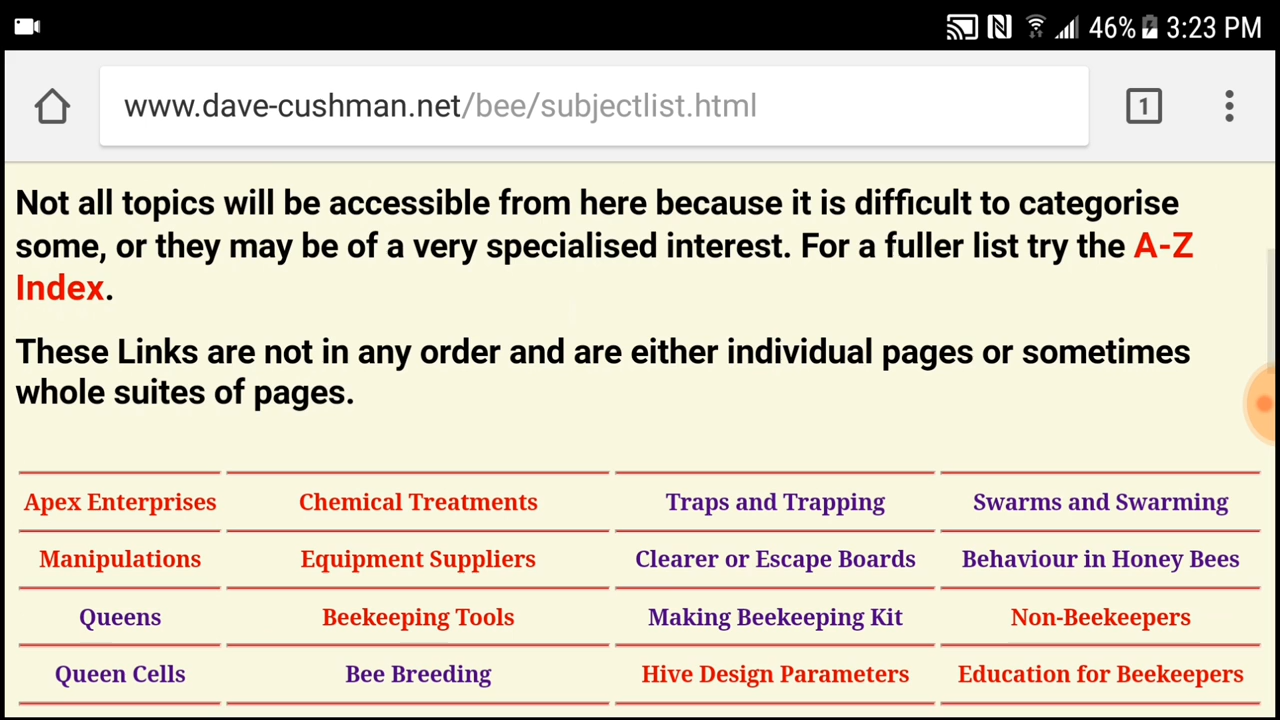 46% 3:23 PM
www.dave-cushman.net/bee/subjectlist.html 1
Not all topics will be accessible from here because it is difficult to categorise
some, or they may be of a very specialised interest. For a fuller list try the A-Z
Index.
These Links are not in any order and are either individual pages or sometimes
whole suites of pages.
Apex Enterprises Chemical Treatments Traps and Trapping Swarms and Swarming
Manipulations Equipment Suppliers Clearer or Escape Boards Behaviour in Honey Bees
Queens Beekeeping Tools Making Beekeeping Kit Non-Beekeepers
Queen Cells Bee Breeding Hive Design Parameters Education for Beekeepers